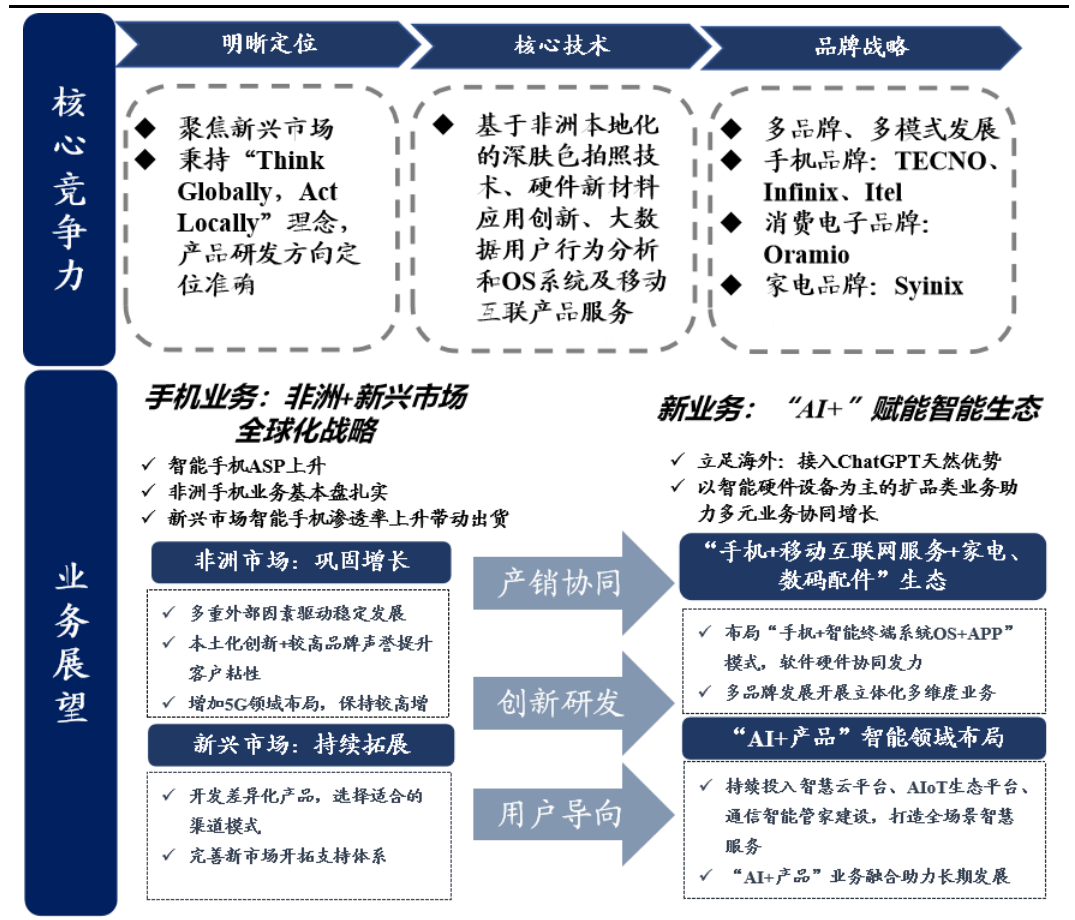 核心竞争力
明晰定位
核心技术
品牌战略
◆ 聚焦新兴市场
◆ 秉持“Think
Globally，Act
Locally”理念，
产品研发方向定
位准确
◆ 基于非洲本地化
的深肤色拍照技
术、硬件新材料
应用创新、大数
据用户行为分析
和OS系统及移动
互联产品服务
◆ 多品牌、多模式发展
◆ 手机品牌：TECNO、
Infinix、Itel
◆ 消费电子品牌：
Oramio
◆ 家电品牌：Syinix
业务展望
手机业务：非洲+新兴市场
全球化战略
✓ 智能手机ASP上升
✓ 非洲手机业务基本盘扎实
✓ 新兴市场智能手机渗透率上升带动出货
非洲市场：巩固增长
✓ 多重外部因素驱动稳定发展
✓ 本土化创新+较高品牌声誉提升
客户粘性
✓ 增加5G领域布局，保持较高增
新兴市场：持续拓展
✓ 开发差异化产品，选择适合的
渠道模式
✓ 完善新市场开拓支持体系
产销协同
创新研发
用户导向
新业务：“AI+”赋能智能生态
✓ 立足海外：接入ChatGPT天然优势
✓ 以智能硬件设备为主的扩品类业务助
力多元业务协同增长
“手机+移动互联网服务+家电、
数码配件”生态
✓ 布局“手机+智能终端系统OS+APP”
模式，软件硬件协同发力
✓ 多品牌发展开展立体化多维度业务
“AI+产品”智能领域布局
✓ 持续投入智慧云平台、AIoT生态平台、
通信智能管家建设，打造全场景智慧
服务
✓ “AI+产品”业务融合助力长期发展